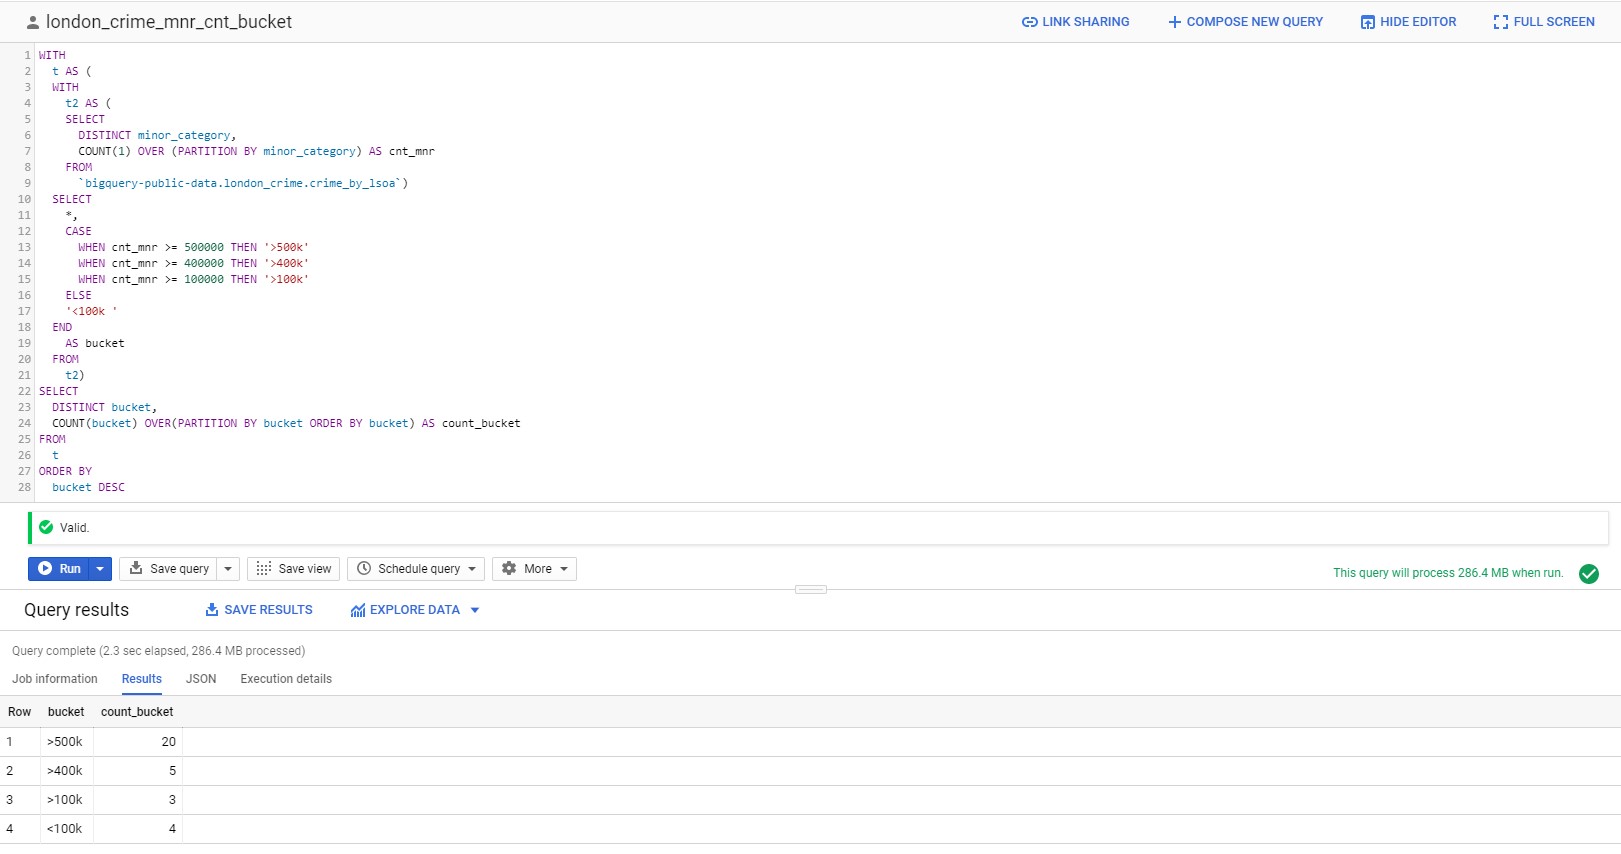 london_crime_mnr_cnt_bucket LINK SHARING COMPOSE NEW QUERY HIDE EDITOR FULL SCREEN
1 WITH
2 t AS (
3 WITH
4 t2 AS (
5 SELECT
6 DISTINCT minor_category,
7 COUNT(1) OVER (PARTITION BY minor_category) AS cnt_mnr
8 FROM
9 `bigquery-public-data.london_crime.crime_by_lsoa`)
10 SELECT
11 *,
12 CASE
13 WHEN cnt_mnr >= 500000 THEN '>500k'
14 WHEN cnt_mnr >= 400000 THEN '>400k'
15 WHEN cnt_mnr >= 100000 THEN '>100k'
16 ELSE
17 '<100k '
18 END
19 AS bucket
20 FROM
21 t2)
22 SELECT
23 DISTINCT bucket,
24 COUNT(bucket) OVER(PARTITION BY bucket ORDER BY bucket) AS count_bucket
25 FROM
26 t
27 ORDER BY
28 bucket DESC
Valid.
Run Save query Save view Schedule query More This query will process 286.4 MB when run.
Query results SAVE RESULTS EXPLORE DATA
Query complete (2.3 sec elapsed, 286.4 MB processed)
Job information Results JSON Execution details
Row bucket count_bucket
1 >500k 20
2 >400k 5
3 >100k 3
4 <100k 4